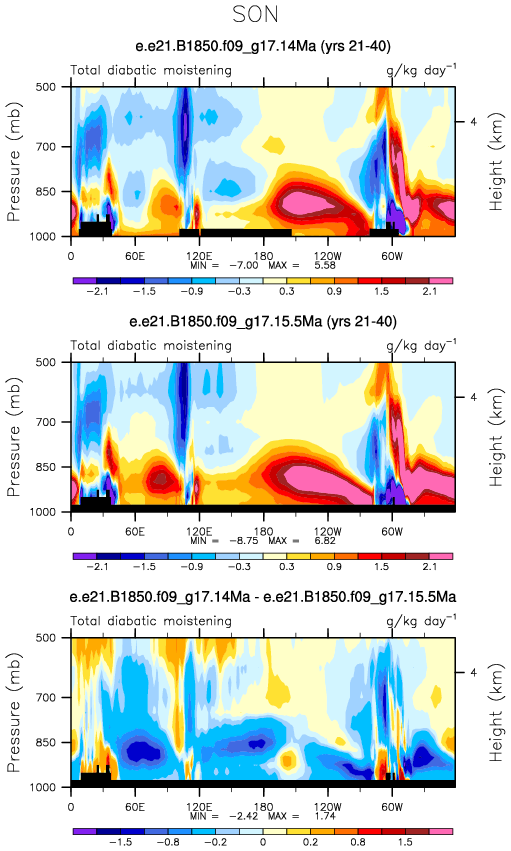 SON
e.e21.B1850.f09_g17.14Ma (yrs 21-40)
Total diabatic moistening g/kg day⁻¹
Pressure (mb)
500
700
850
1000
4
Height (km)
0 60E 120E 180 120W 60W
MIN = -7.00 MAX = 5.58
-2.1 -1.5 -0.9 -0.3 0.3 0.9 1.5 2.1
e.e21.B1850.f09_g17.15.5Ma (yrs 21-40)
Total diabatic moistening g/kg day⁻¹
Pressure (mb)
500
700
850
1000
4
Height (km)
0 60E 120E 180 120W 60W
MIN = -8.75 MAX = 6.82
-2.1 -1.5 -0.9 -0.3 0.3 0.9 1.5 2.1
e.e21.B1850.f09_g17.14Ma - e.e21.B1850.f09_g17.15.5Ma
Total diabatic moistening g/kg day⁻¹
Pressure (mb)
500
700
850
1000
4
Height (km)
0 60E 120E 180 120W 60W
MIN = -2.42 MAX = 1.74
-1.5 -0.8 -0.2 0 0.2 0.8 1.5